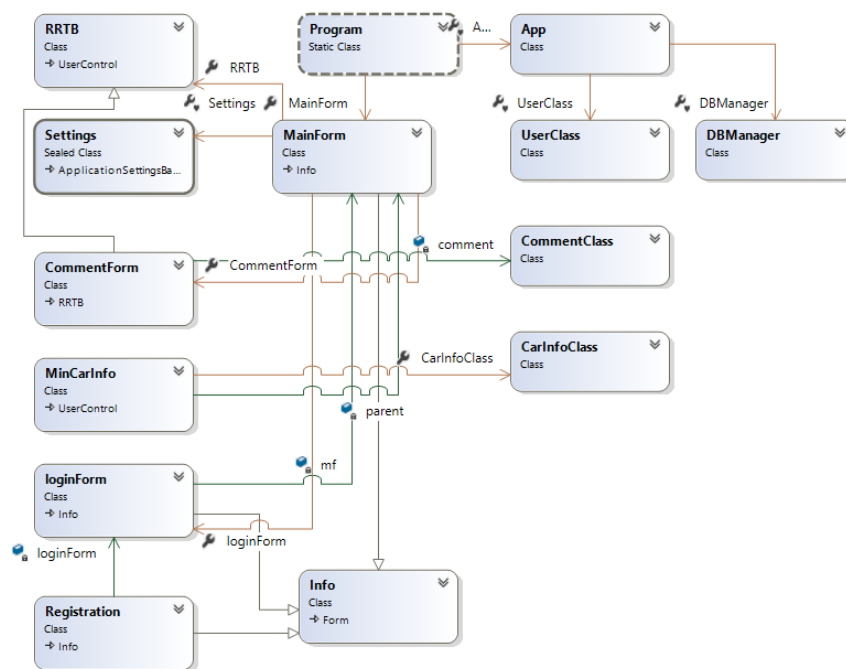 RRTB
Class
UserControl
Program
Static Class
A...
App
Class
RRTB
Settings
MainForm
UserClass
DBManager
Settings
Sealed Class
ApplicationSettingsBa...
MainForm
Class
Info
UserClass
Class
DBManager
Class
comment
CommentForm
CommentForm
Class
RRTB
CommentClass
Class
CarInfoClass
Class
CarInfoClass
MinCarInfo
Class
UserControl
parent
mf
loginForm
Class
Info
loginForm
loginForm
Info
Class
Form
Registration
Class
Info